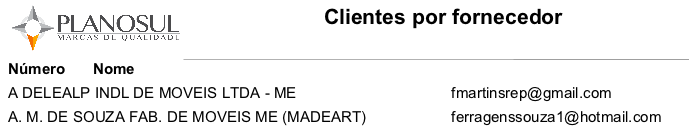 PLANOSUL
MARCAS DE QUALIDADE
Clientes por fornecedor
Número Nome
A DELEALP INDL DE MOVEIS LTDA - ME fmartinsrep@gmail.com
A. M. DE SOUZA FAB. DE MOVEIS ME (MADEART) ferragenssouza1@hotmail.com